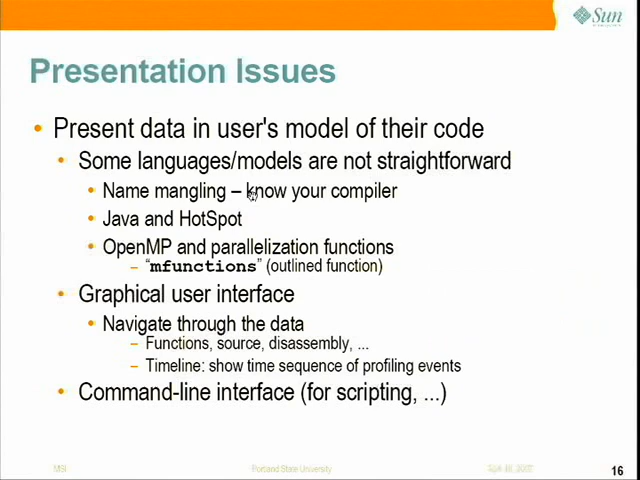 Sun
Presentation Issues
• Present data in user's model of their code
• Some languages/models are not straightforward
• Name mangling – know your compiler
• Java and HotSpot
• OpenMP and parallelization functions
– “mfunctions” (outlined function)
• Graphical user interface
• Navigate through the data
– Functions, source, disassembly, ...
– Timeline: show time sequence of profiling events
• Command-line interface (for scripting, ...)
MSI
Portland State University
2007
16